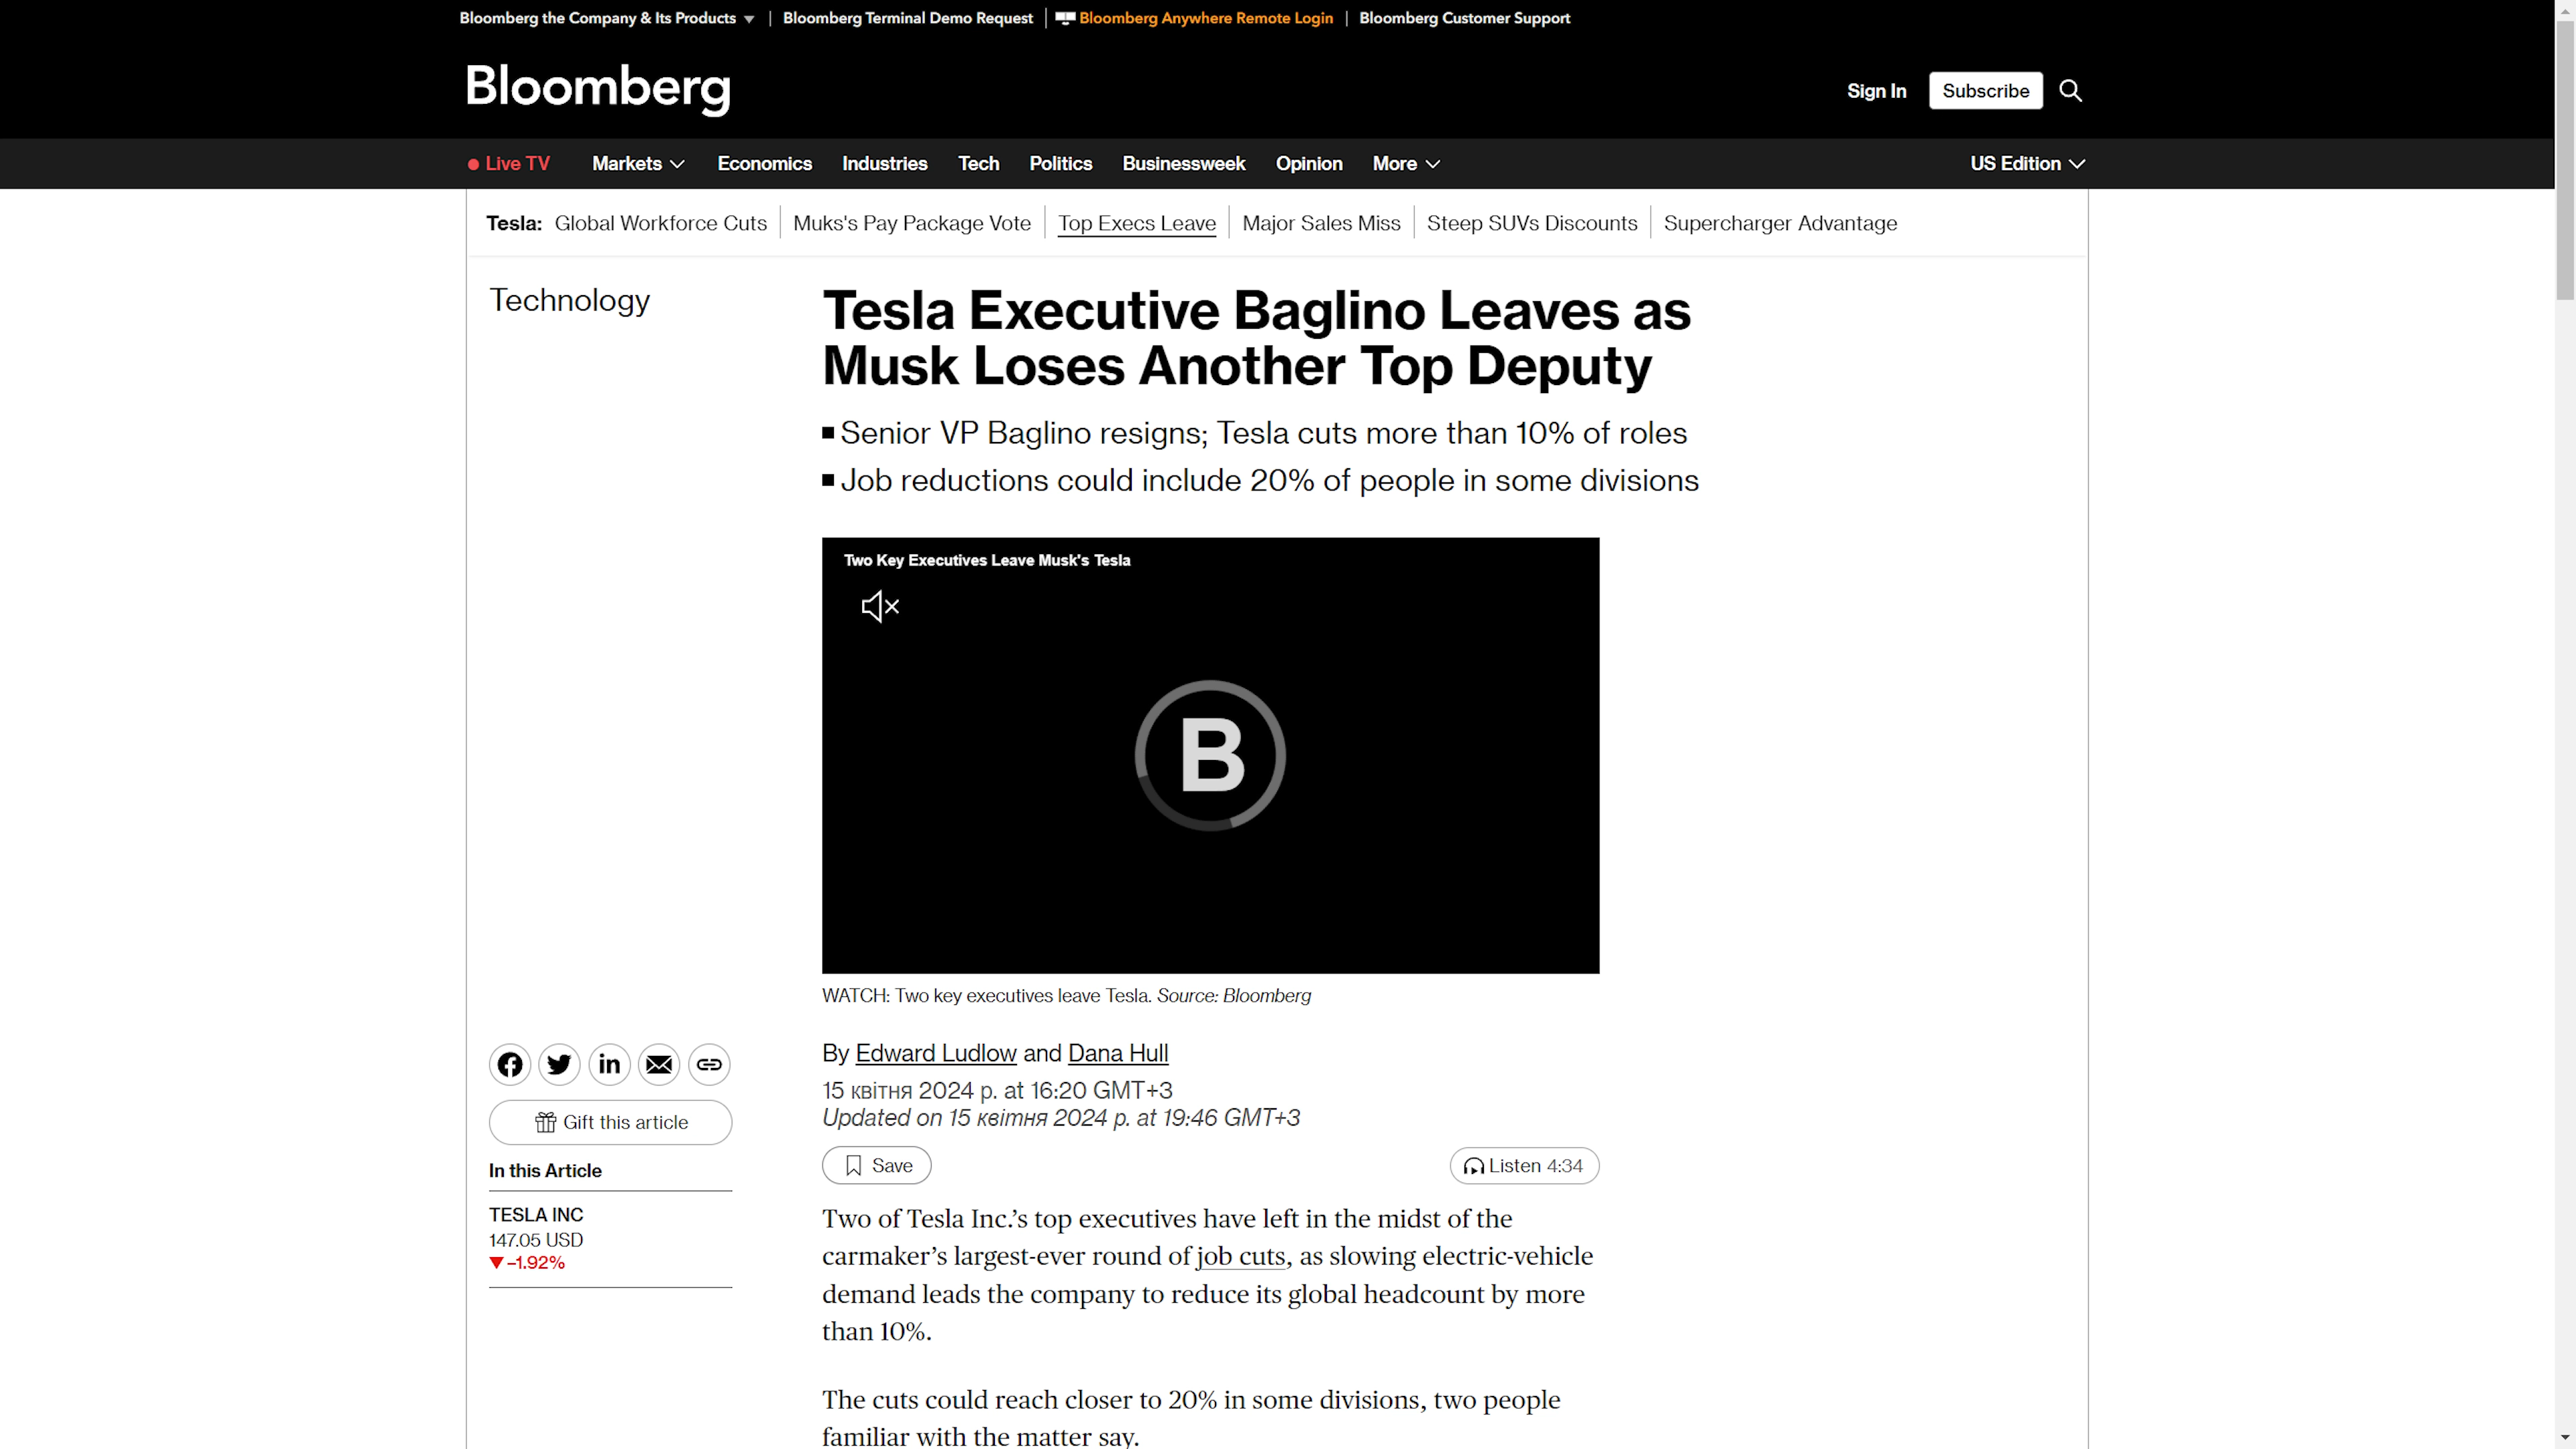 Bloomberg the Company & Its Products
Bloomberg Terminal Demo Request
Bloomberg Anywhere Remote Login
Bloomberg Customer Support
Bloomberg
Sign In
Subscribe
Live TV
Markets
Economics
Industries
Tech
Politics
Businessweek
Opinion
More
US Edition
Tesla:
Global Workforce Cuts
Muks's Pay Package Vote
Top Execs Leave
Major Sales Miss
Steep SUVs Discounts
Supercharger Advantage
Technology
Tesla Executive Baglino Leaves as
Musk Loses Another Top Deputy
Senior VP Baglino resigns; Tesla cuts more than 10% of roles
Job reductions could include 20% of people in some divisions
Two Key Executives Leave Musk's Tesla
B
WATCH: Two key executives leave Tesla. Source: Bloomberg
By Edward Ludlow and Dana Hull
15 квітня 2024 р. at 16:20 GMT+3
Updated on 15 квітня 2024 р. at 19:46 GMT+3
Save
Listen 4:34
Gift this article
In this Article
TESLA INC
147.05 USD
▼–1.92%
Two of Tesla Inc.’s top executives have left in the midst of the
carmaker’s largest-ever round of job cuts, as slowing electric-vehicle
demand leads the company to reduce its global headcount by more
than 10%.
The cuts could reach closer to 20% in some divisions, two people
familiar with the matter say.